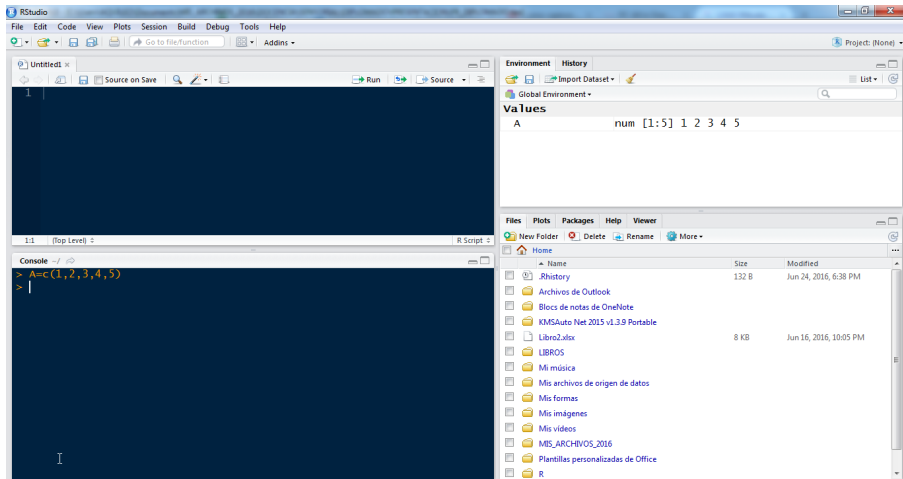 RStudio
File Edit Code View Plots Session Build Debug Tools Help
Go to file/function Addins Project: (None)
Untitled1
Source on Save Run Source
1
1:1 (Top Level) R Script
Console ~/
> A=c(1,2,3,4,5)
>
Environment History
Import Dataset List
Global Environment
Values
A num [1:5] 1 2 3 4 5
Files Plots Packages Help Viewer
New Folder Delete Rename More
Home
Name Size Modified
.Rhistory 132 B Jun 24, 2016, 6:38 PM
Archivos de Outlook
Blocs de notas de OneNote
KMSAuto Net 2015 v1.3.9 Portable
Libro2.xlsx 8 KB Jun 16, 2016, 10:05 PM
LIBROS
Mi música
Mis archivos de origen de datos
Mis formas
Mis imágenes
Mis vídeos
MIS_ARCHIVOS_2016
Plantillas personalizadas de Office
R